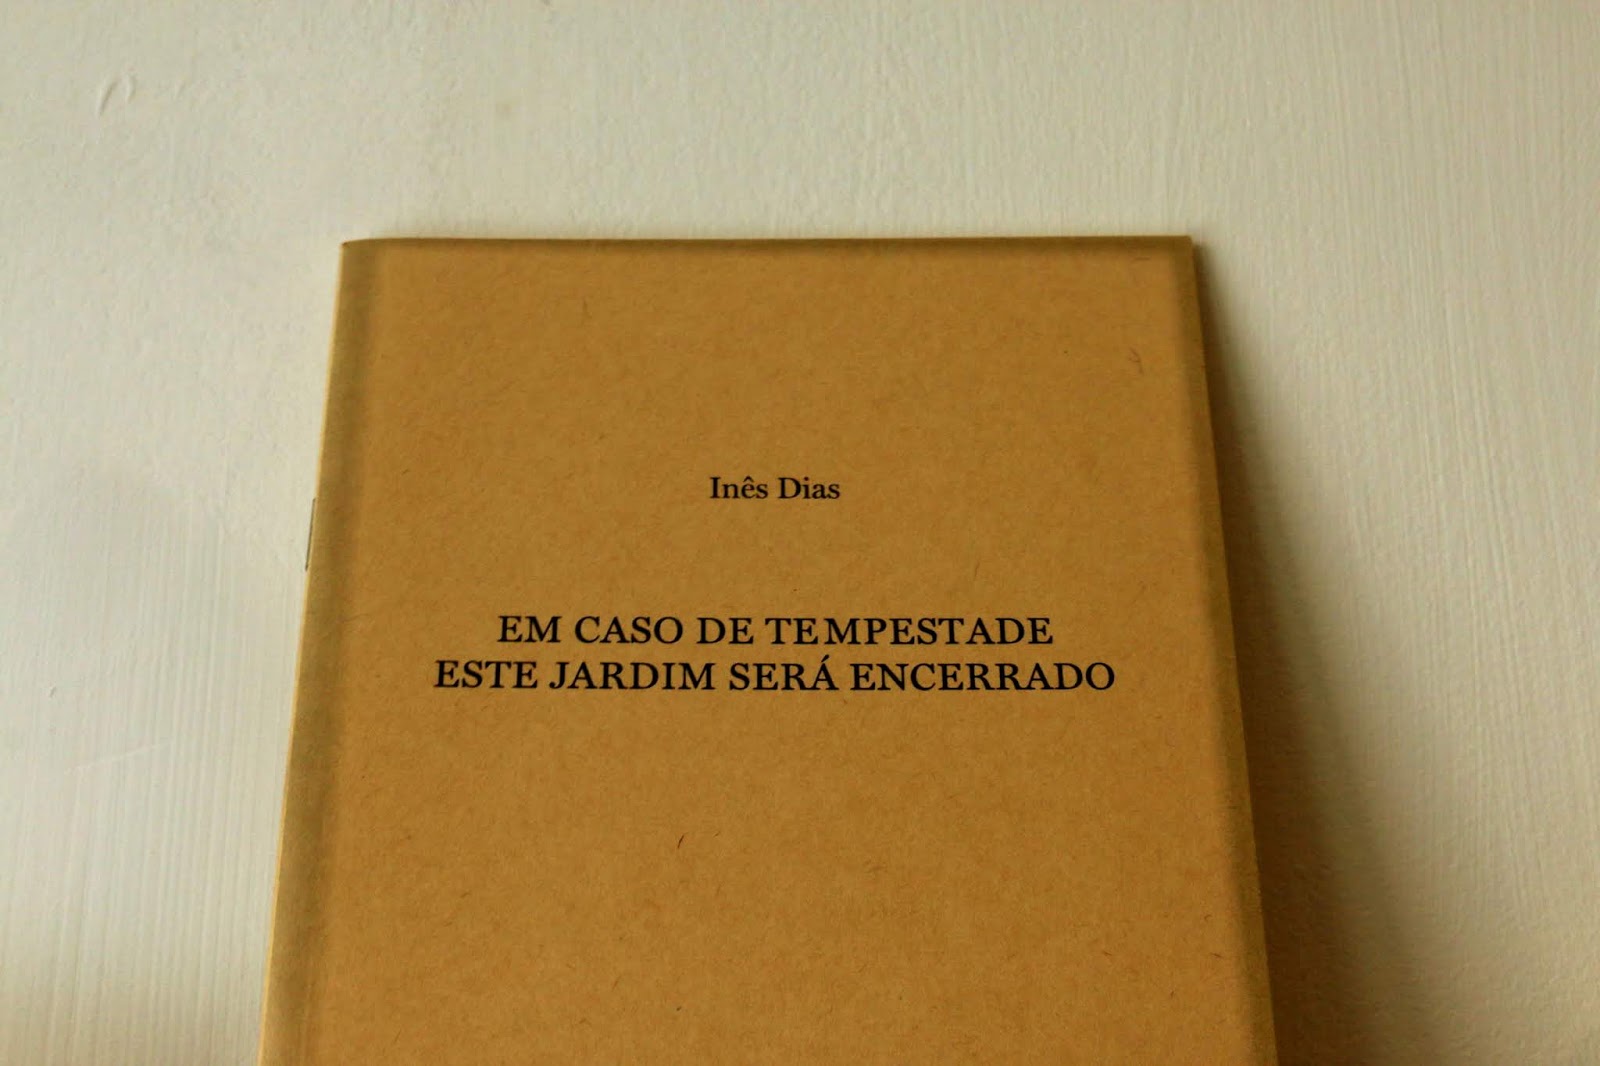 Inês Dias
EM CASO DE TEMPESTADE
ESTE JARDIM SERÁ ENCERRADO